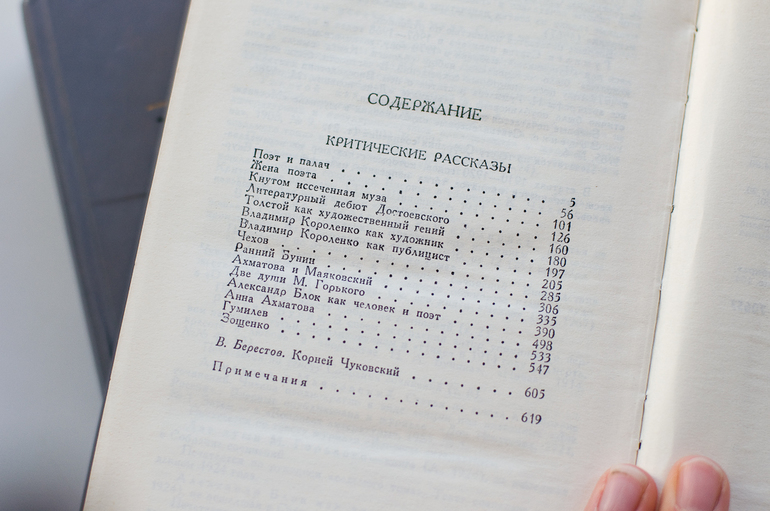 СОДЕРЖАНИЕ
КРИТИЧЕСКИЕ РАССКАЗЫ
Поэт и палач . . . . . . . . . . . . 5
Жена поэта . . . . . . . . . . . . 56
Кнутом иссеченная муза . . . . . . . . . 101
Литературный дебют Достоевского . . . . . . 126
Толстой как художественный гений . . . . . . 160
Владимир Короленко как художник . . . . . . 180
Владимир Короленко как публицист . . . . . . 197
Чехов . . . . . . . . . . . . . . 205
Ранний Бунин . . . . . . . . . . . . 285
Ахматова и Маяковский . . . . . . . . . 306
Две души М. Горького . . . . . . . . . 335
Александр Блок как человек и поэт . . . . . . 390
Анна Ахматова . . . . . . . . . . . 498
Гумилев . . . . . . . . . . . . . 533
Зощенко . . . . . . . . . . . . . 547
В. Берестов. Корней Чуковский . . . . . . . 605
Примечания . . . . . . . . . . . . 619